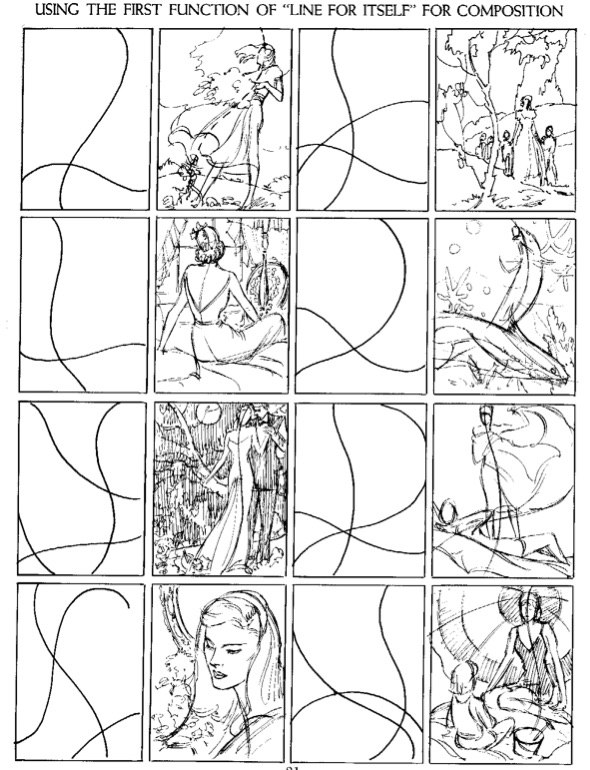 USING THE FIRST FUNCTION OF “LINE FOR ITSELF” FOR COMPOSITION